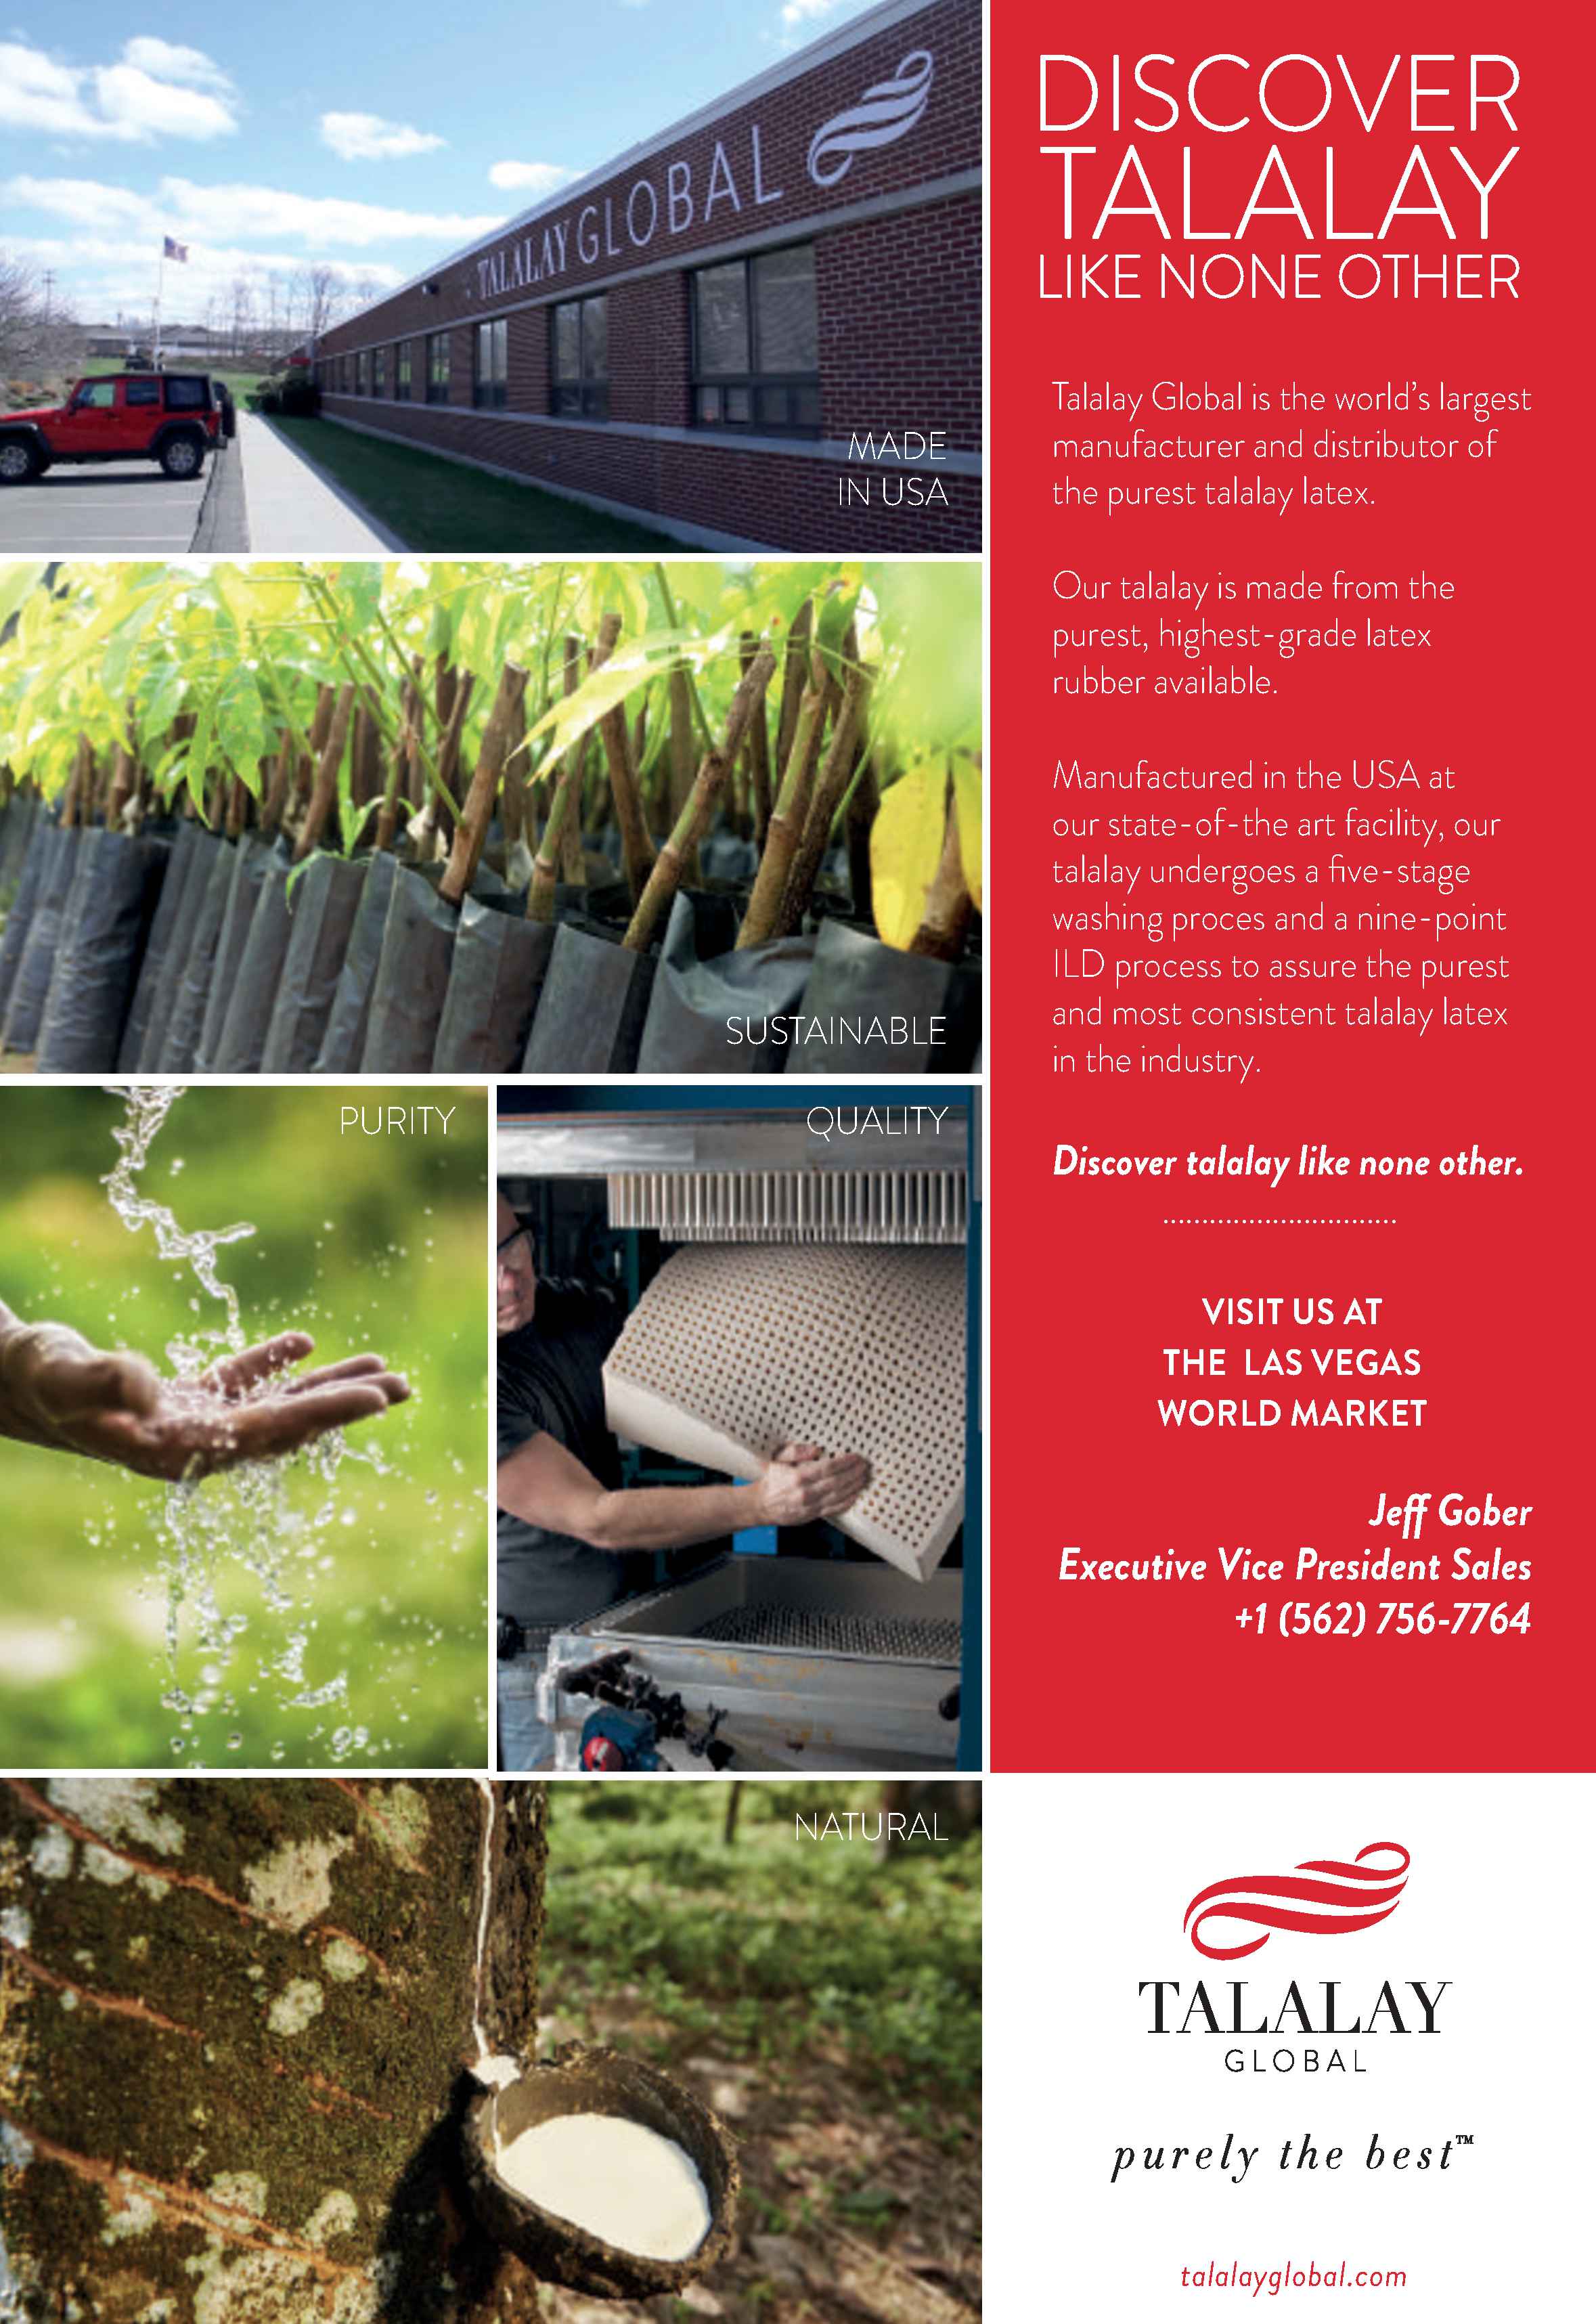 TALALAY GLOBAL
MADE
IN USA
SUSTAINABLE
PURITY
QUALITY
NATURAL
DISCOVER
TALALAY
LIKE NONE OTHER
Talalay Global is the world’s largest
manufacturer and distributor of
the purest talalay latex.
Our talalay is made from the
purest, highest-grade latex
rubber available.
Manufactured in the USA at
our state-of-the art facility, our
talalay undergoes a five-stage
washing proces and a nine-point
ILD process to assure the purest
and most consistent talalay latex
in the industry.
Discover talalay like none other.
VISIT US AT
THE LAS VEGAS
WORLD MARKET
Jeff Gober
Executive Vice President Sales
+1 (562) 756-7764
TALALAY
GLOBAL
purely the best™
talalayglobal.com